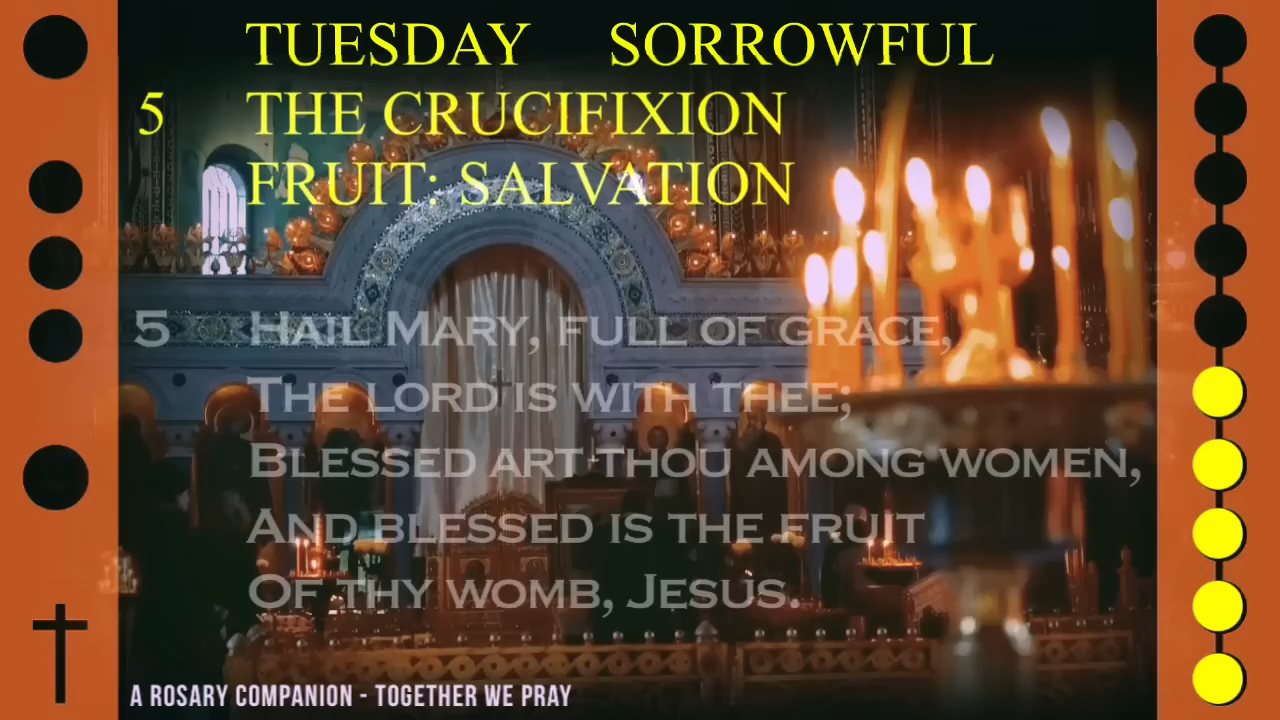 TUESDAY SORROWFUL
5 THE CRUCIFIXION
FRUIT: SALVATION
5 HAIL MARY, FULL OF GRACE,
THE LORD IS WITH THEE;
BLESSED ART THOU AMONG WOMEN,
AND BLESSED IS THE FRUIT
OF THY WOMB, JESUS.
A ROSARY COMPANION - TOGETHER WE PRAY